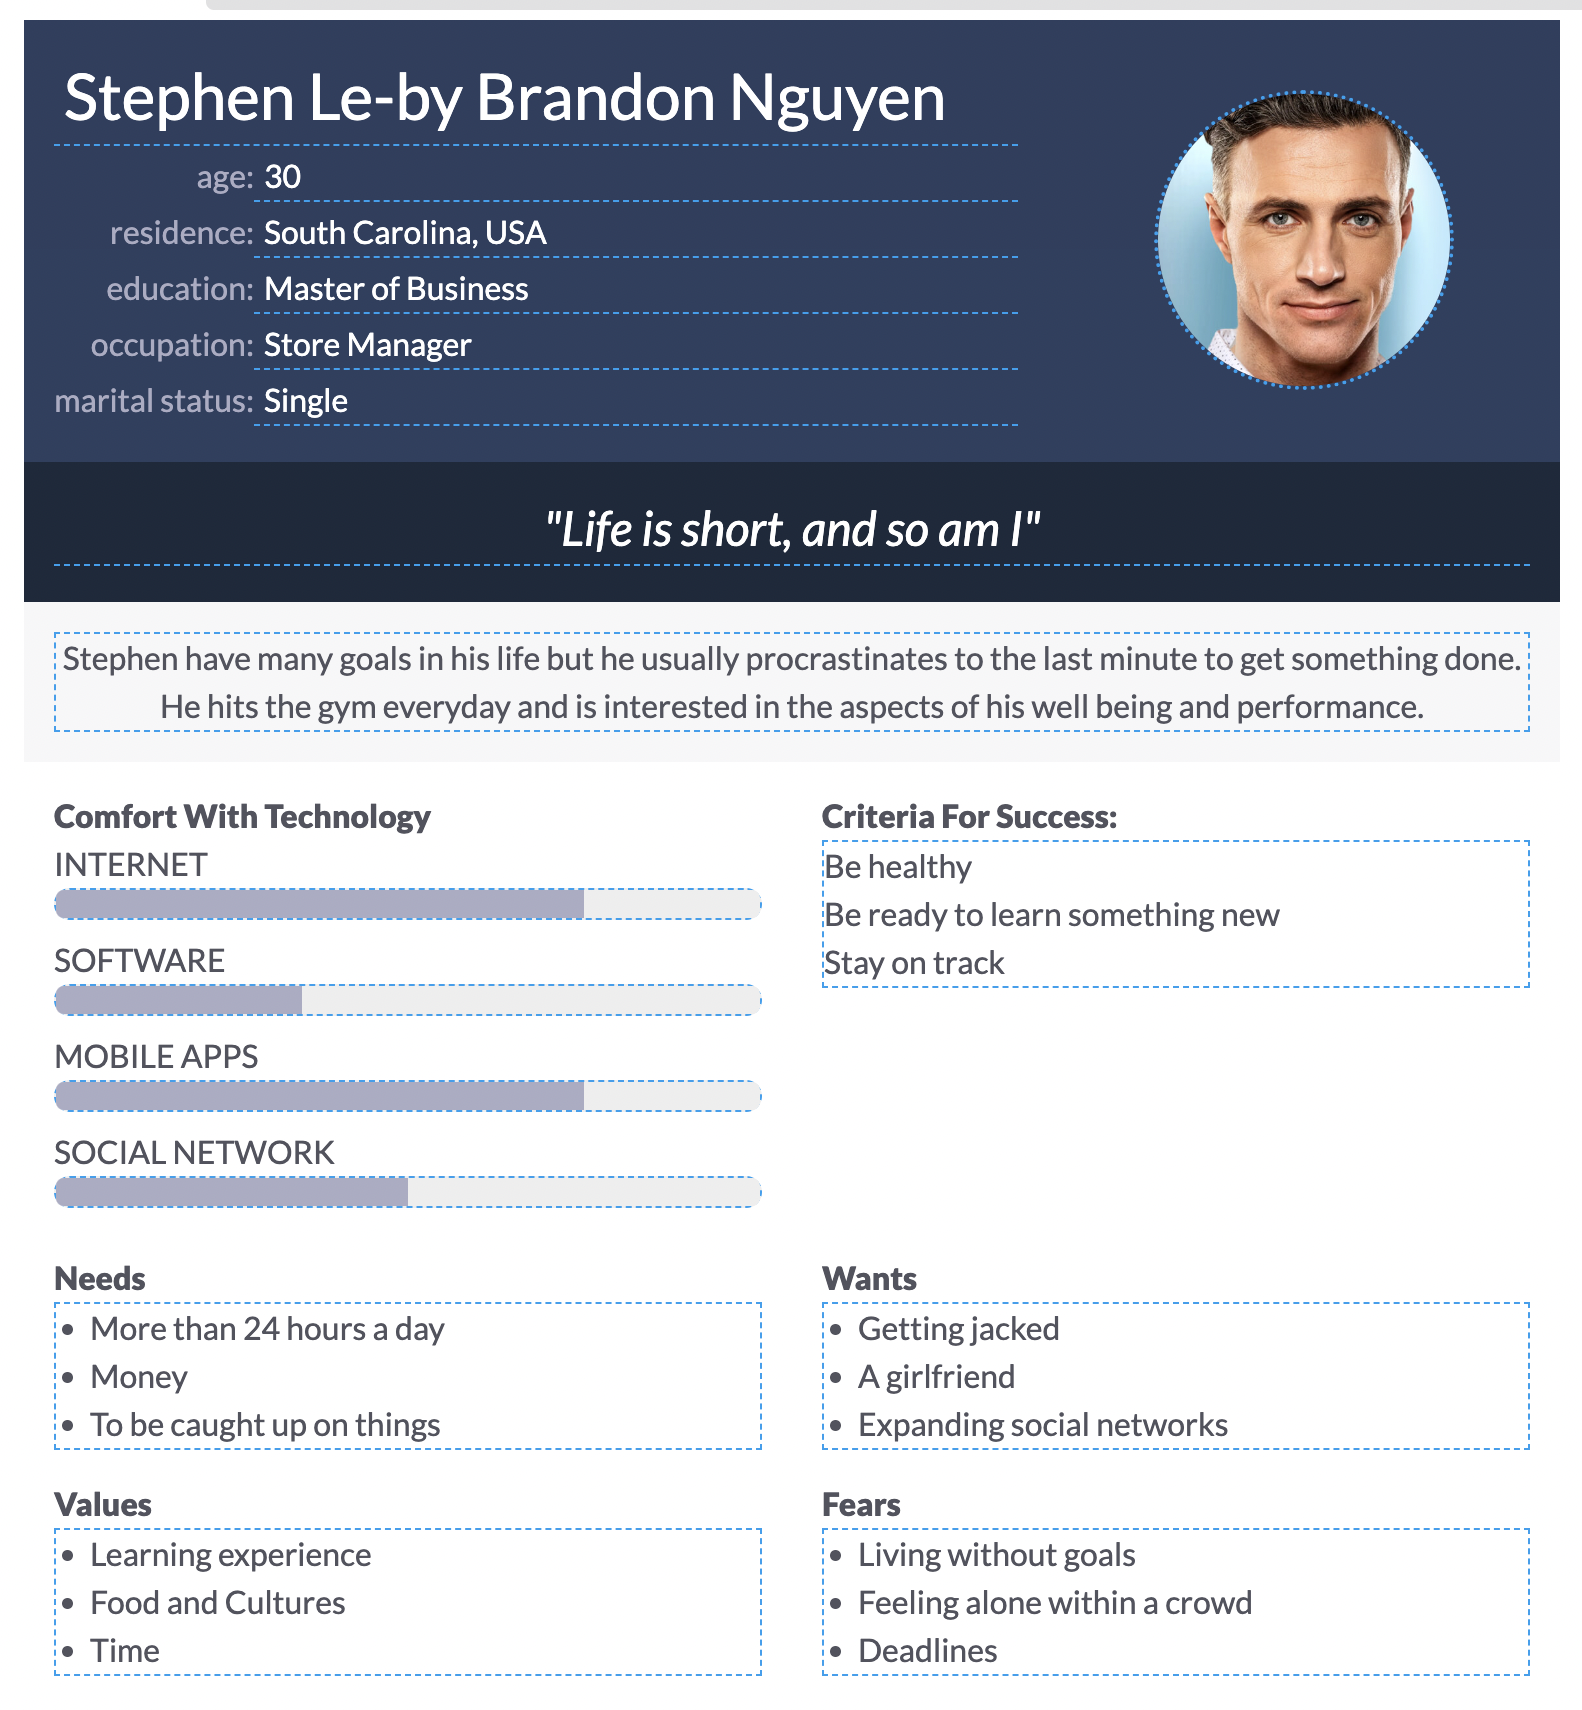 Stephen Le-by Brandon Nguyen
age: 30
residence: South Carolina, USA
education: Master of Business
occupation: Store Manager
marital status: Single
"Life is short, and so am I"
Stephen have many goals in his life but he usually procrastinates to the last minute to get something done.
He hits the gym everyday and is interested in the aspects of his well being and performance.
Comfort With Technology
INTERNET
SOFTWARE
MOBILE APPS
SOCIAL NETWORK
Criteria For Success:
Be healthy
Be ready to learn something new
Stay on track
Needs
• More than 24 hours a day
• Money
• To be caught up on things
Wants
• Getting jacked
• A girlfriend
• Expanding social networks
Values
• Learning experience
• Food and Cultures
• Time
Fears
• Living without goals
• Feeling alone within a crowd
• Deadlines